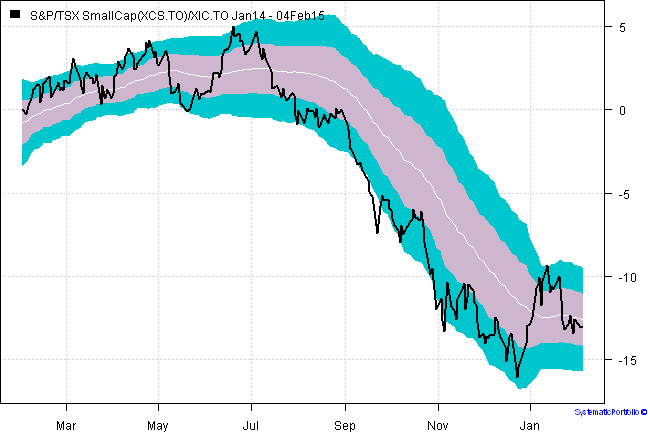 S&P/TSX SmallCap(XCS.TO)/XIC.TO Jan14 - 04Feb15
5
0
-5
-10
-15
Mar May Jul Sep Nov Jan
SystematicPortfolio ©